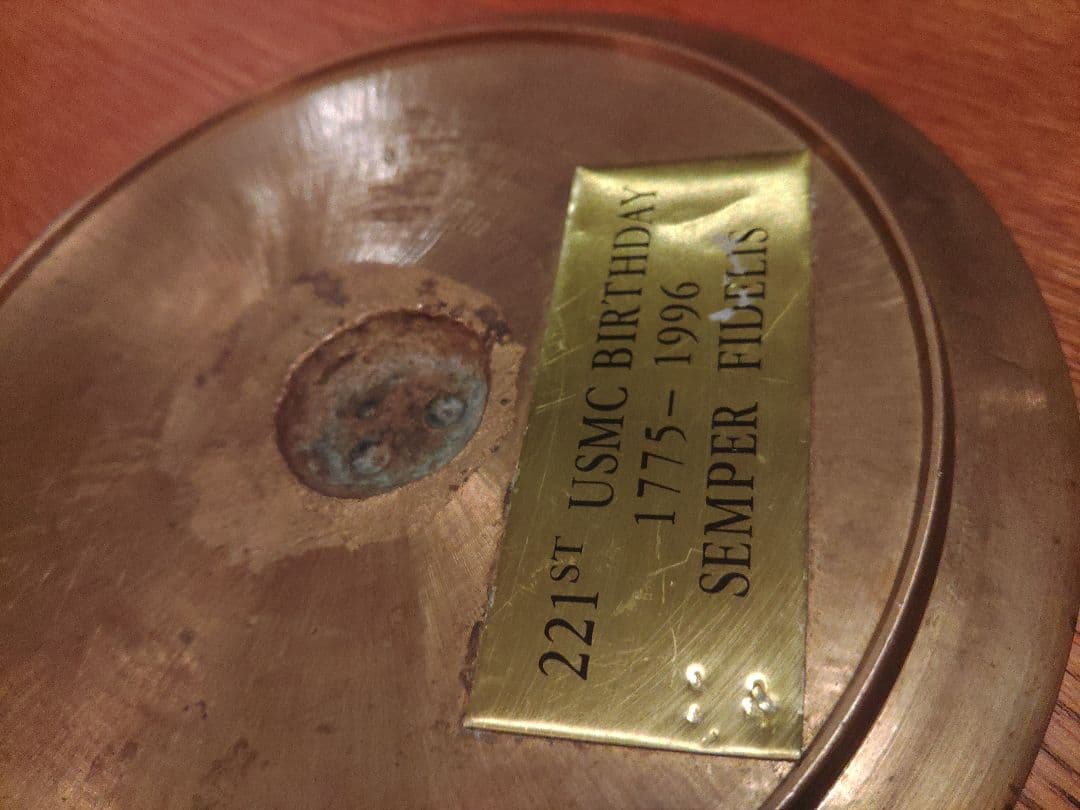 221ST USMC BIRTHDAY
1775- 1996
SEMPER FIDELIS